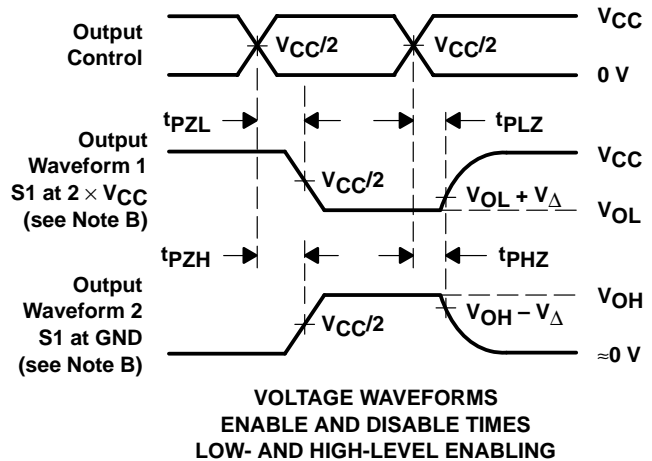 Output
Control
VCC/2
VCC/2
VCC
0 V
tPZL
tPLZ
Output
Waveform 1
S1 at 2 × VCC
(see Note B)
VCC/2
VCC
VOL + VΔ
VOL
tPZH
tPHZ
Output
Waveform 2
S1 at GND
(see Note B)
VCC/2
VOH
VOH − VΔ
≈0 V
VOLTAGE WAVEFORMS
ENABLE AND DISABLE TIMES
LOW- AND HIGH-LEVEL ENABLING